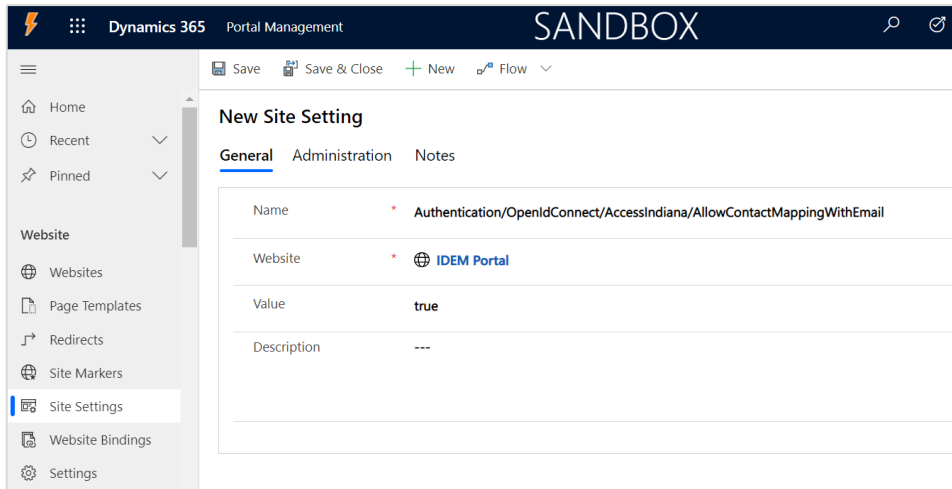 Dynamics 365 Portal Management SANDBOX
Save Save & Close New Flow
Home
Recent
Pinned
Website
Websites
Page Templates
Redirects
Site Markers
Site Settings
Website Bindings
Settings
New Site Setting
General Administration Notes
Name * Authentication/OpenIdConnect/AccessIndiana/AllowContactMappingWithEmail
Website * IDEM Portal
Value true
Description ---